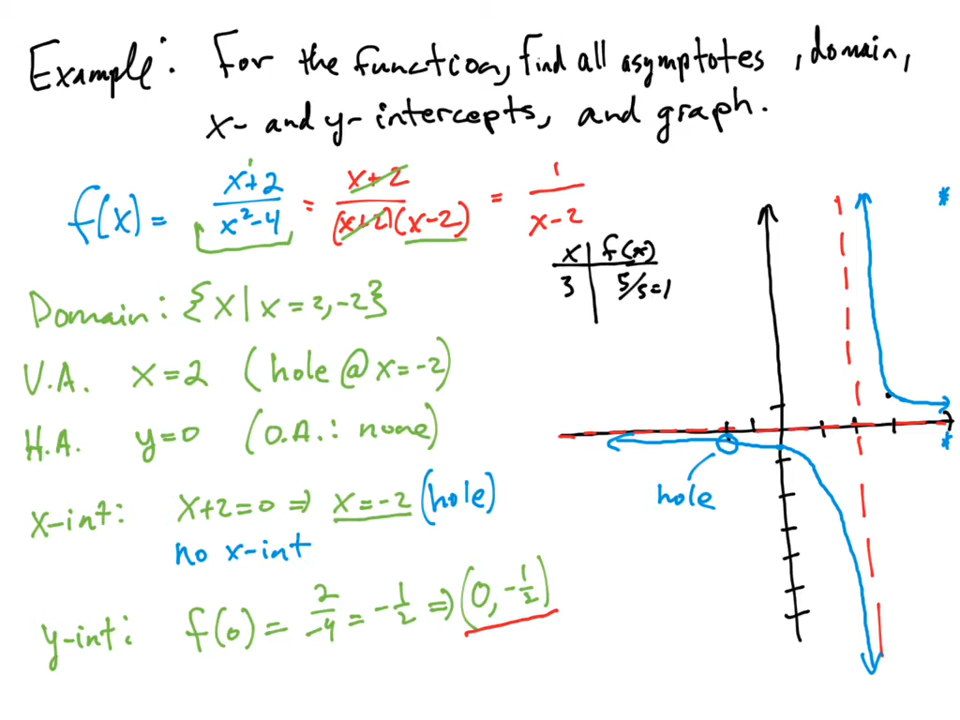 Example: For the function, find all asymptotes, domain,
x- and y-intercepts, and graph.
f(x) = x+2 / x²-4 = x+2 / (x+2)(x-2) = 1 / x-2
x | f(x)
3 | 5/5=1
Domain: {x | x = 2, -2}
V.A. x=2 (hole @ x=-2)
H.A. y=0 (O.A.: none)
x-int: x+2=0 ⇒ x=-2 (hole)
no x-int
y-int: f(0) = 2/-4 = -1/2 ⇒ (0, -1/2)
*
*
hole